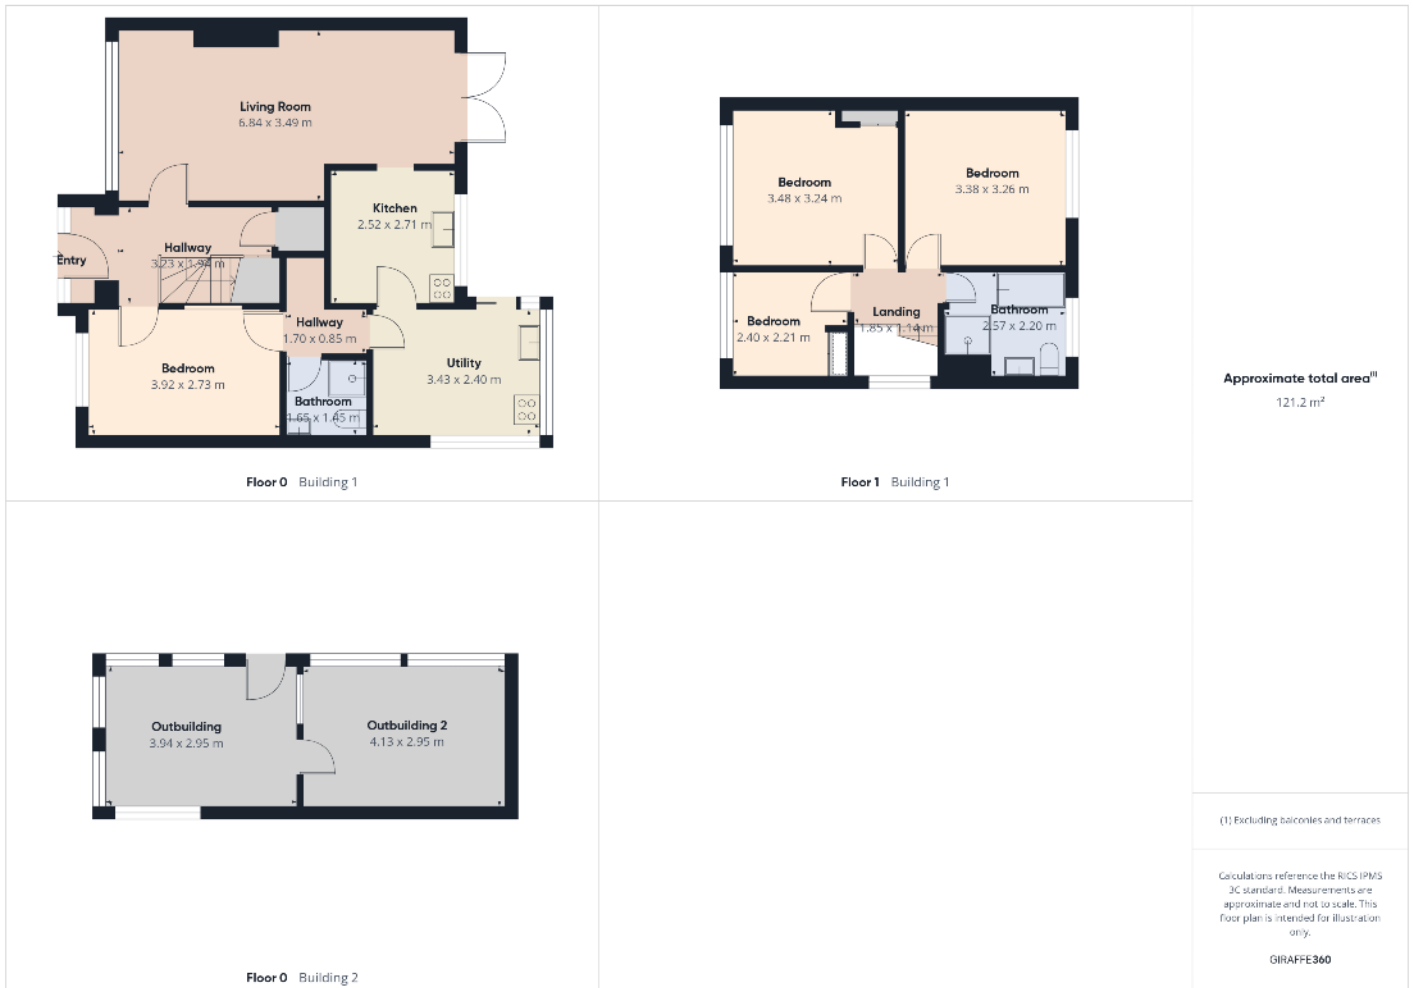 Living Room
6.84 x 3.49 m
Kitchen
2.52 x 2.71 m
Hallway
3.23 x 1.94 m
Entry
Hallway
1.70 x 0.85 m
Bedroom
3.92 x 2.73 m
Utility
3.43 x 2.40 m
Bathroom
1.65 x 1.45 m
Floor 0 Building 1
Bedroom
3.48 x 3.24 m
Bedroom
3.38 x 3.26 m
Bedroom
2.40 x 2.21 m
Landing
1.85 x 1.14 m
Bathroom
2.57 x 2.20 m
Floor 1 Building 1
Outbuilding
3.94 x 2.95 m
Outbuilding 2
4.13 x 2.95 m
Floor 0 Building 2
Approximate total area(1)
121.2 m²
(1) Excluding balconies and terraces
Calculations reference the RICS IPMS
3C standard. Measurements are
approximate and not to scale. This
floor plan is intended for illustration
only.
GIRAFFE360